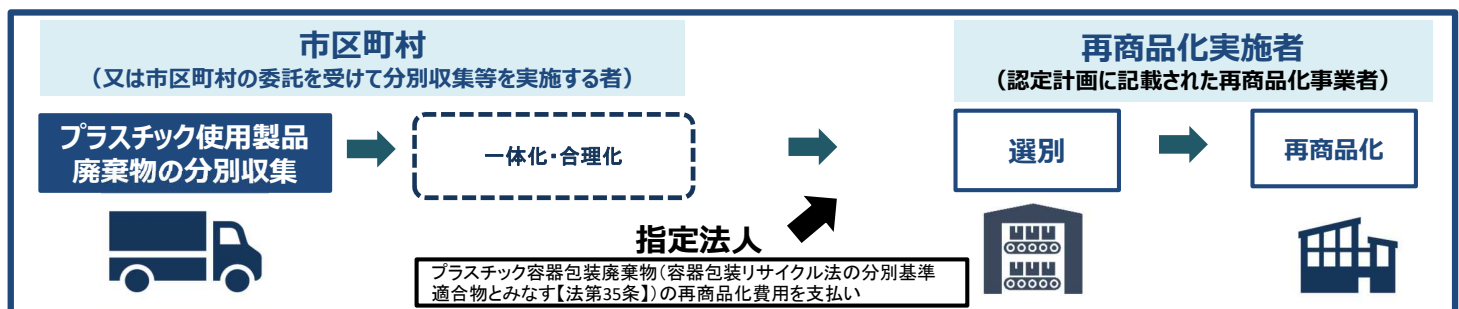 市区町村
（又は市区町村の委託を受けて分別収集等を実施する者）
再商品化実施者
（認定計画に記載された再商品化事業者）
プラスチック使用製品
廃棄物の分別収集
一体化・合理化
選別
再商品化
指定法人
プラスチック容器包装廃棄物（容器包装リサイクル法の分別基準
適合物とみなす【法第35条】）の再商品化費用を支払い